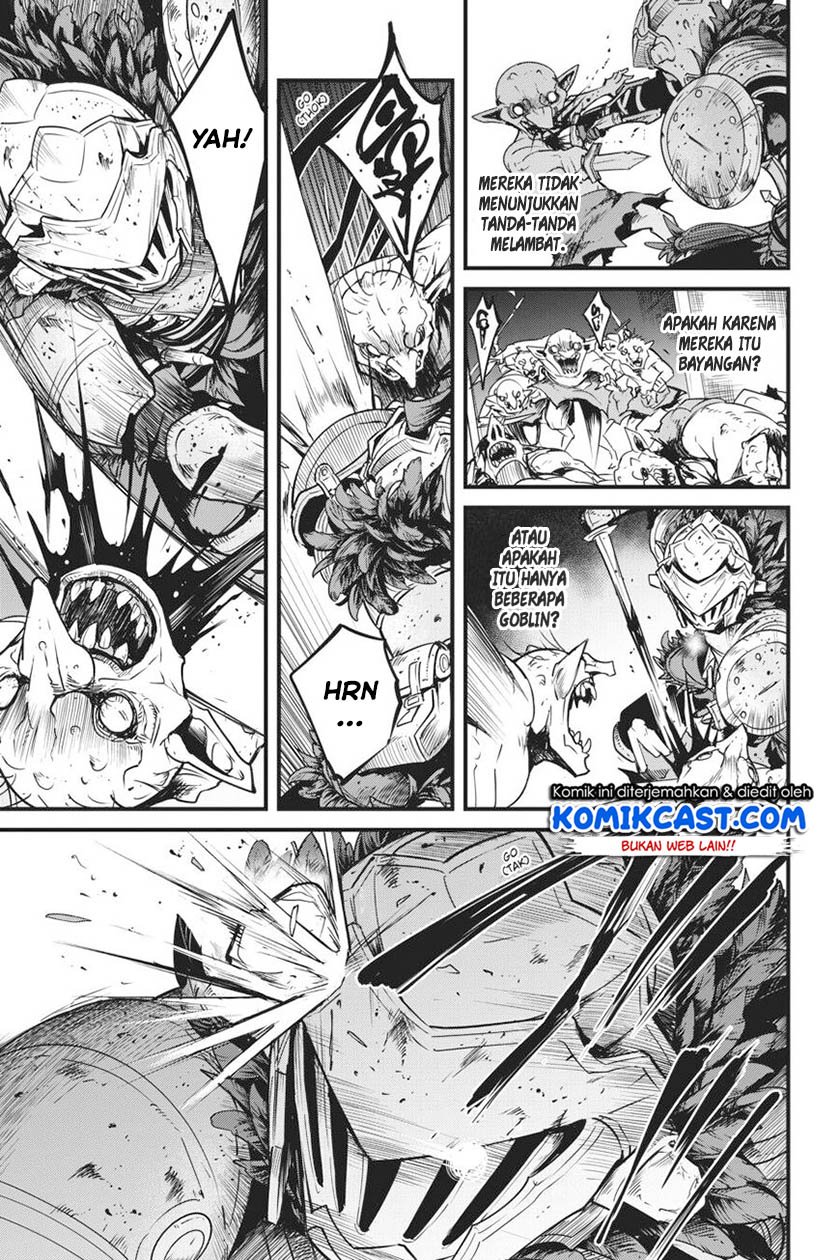 MEREKA TIDAK
MENUNJUKKAN
TANDA-TANDA
MELAMBAT.
APAKAH KARENA
MEREKA ITU
BAYANGAN?
ATAU
APAKAH
ITU HANYA
BEBERAPA
GOBLIN?
GO
(TAOK)
HRN
...
YAH!
Komik ini diterjemahkan & diedit oleh
KOMIKCAST.COM
BUKAN WEB LAIN!!
GO
(TAK)